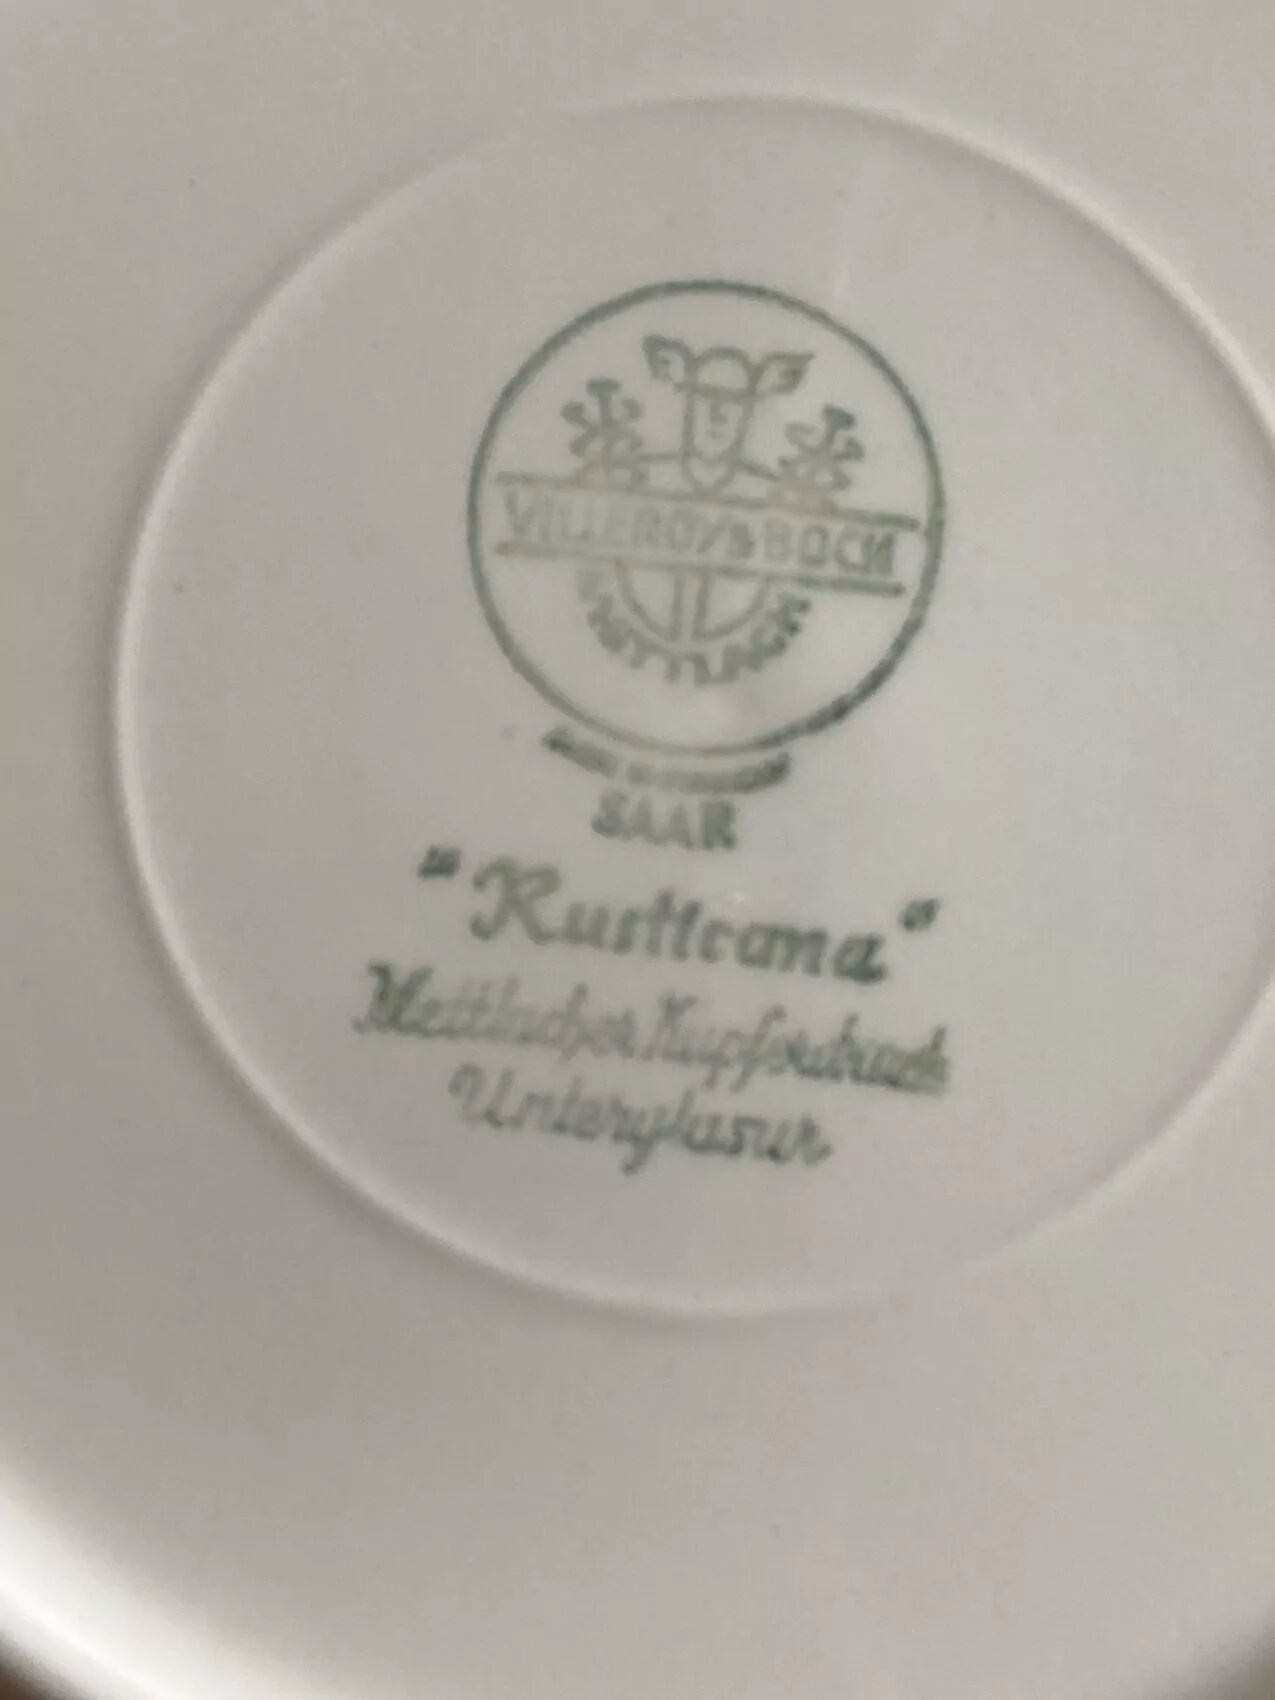 VILLEROY & BOCH
METTLACH
SAAR
"Rusticana"
Mettlacher Kupferdruck
Unterglasur